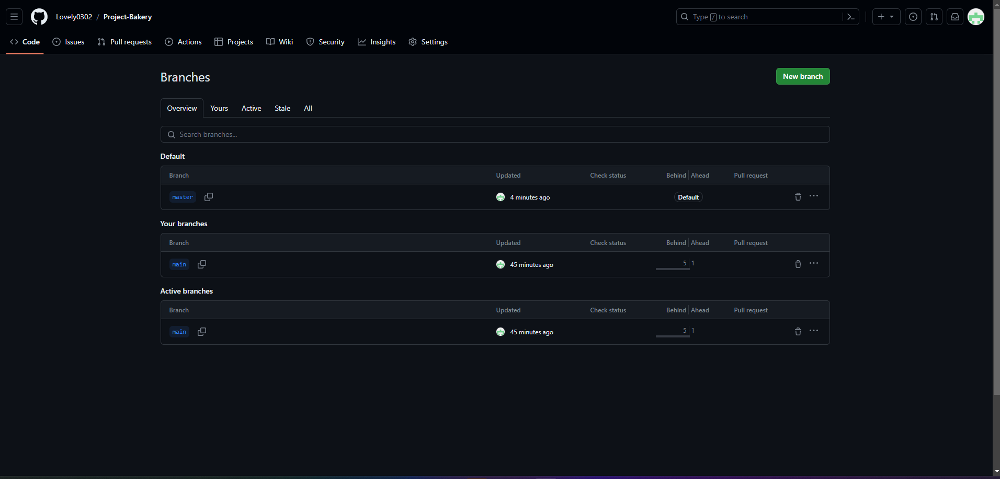 Lovely0302 / Project-Bakery
Type / to search
Code Issues Pull requests Actions Projects Wiki Security Insights Settings
Branches
New branch
Overview Yours Active Stale All
Search branches...
Default
Branch Updated Check status Behind Ahead Pull request
master 4 minutes ago Default
Your branches
Branch Updated Check status Behind Ahead Pull request
main 45 minutes ago 5 1
Active branches
Branch Updated Check status Behind Ahead Pull request
main 45 minutes ago 5 1